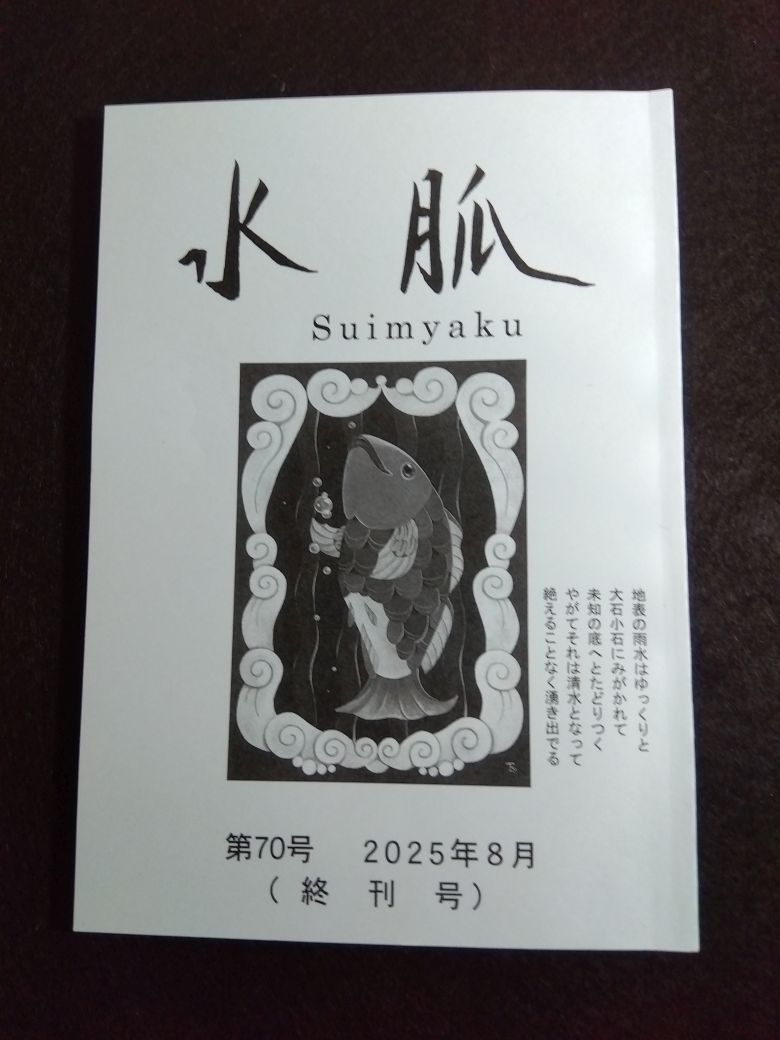 水脈
Suimyaku
地表の雨水はゆっくりと
大石小石にみがかれて
未知の底へとたどりつく
やがてそれは清水となって
絶えることなく湧き出でる
第70号 2025年8月
(終刊号)